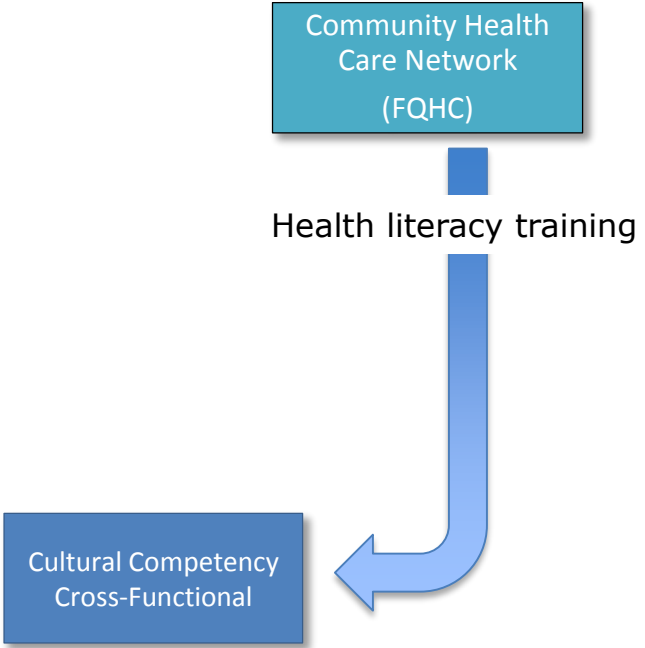 Community Health
Care Network
(FQHC)
Health literacy training
Cultural Competency
Cross-Functional